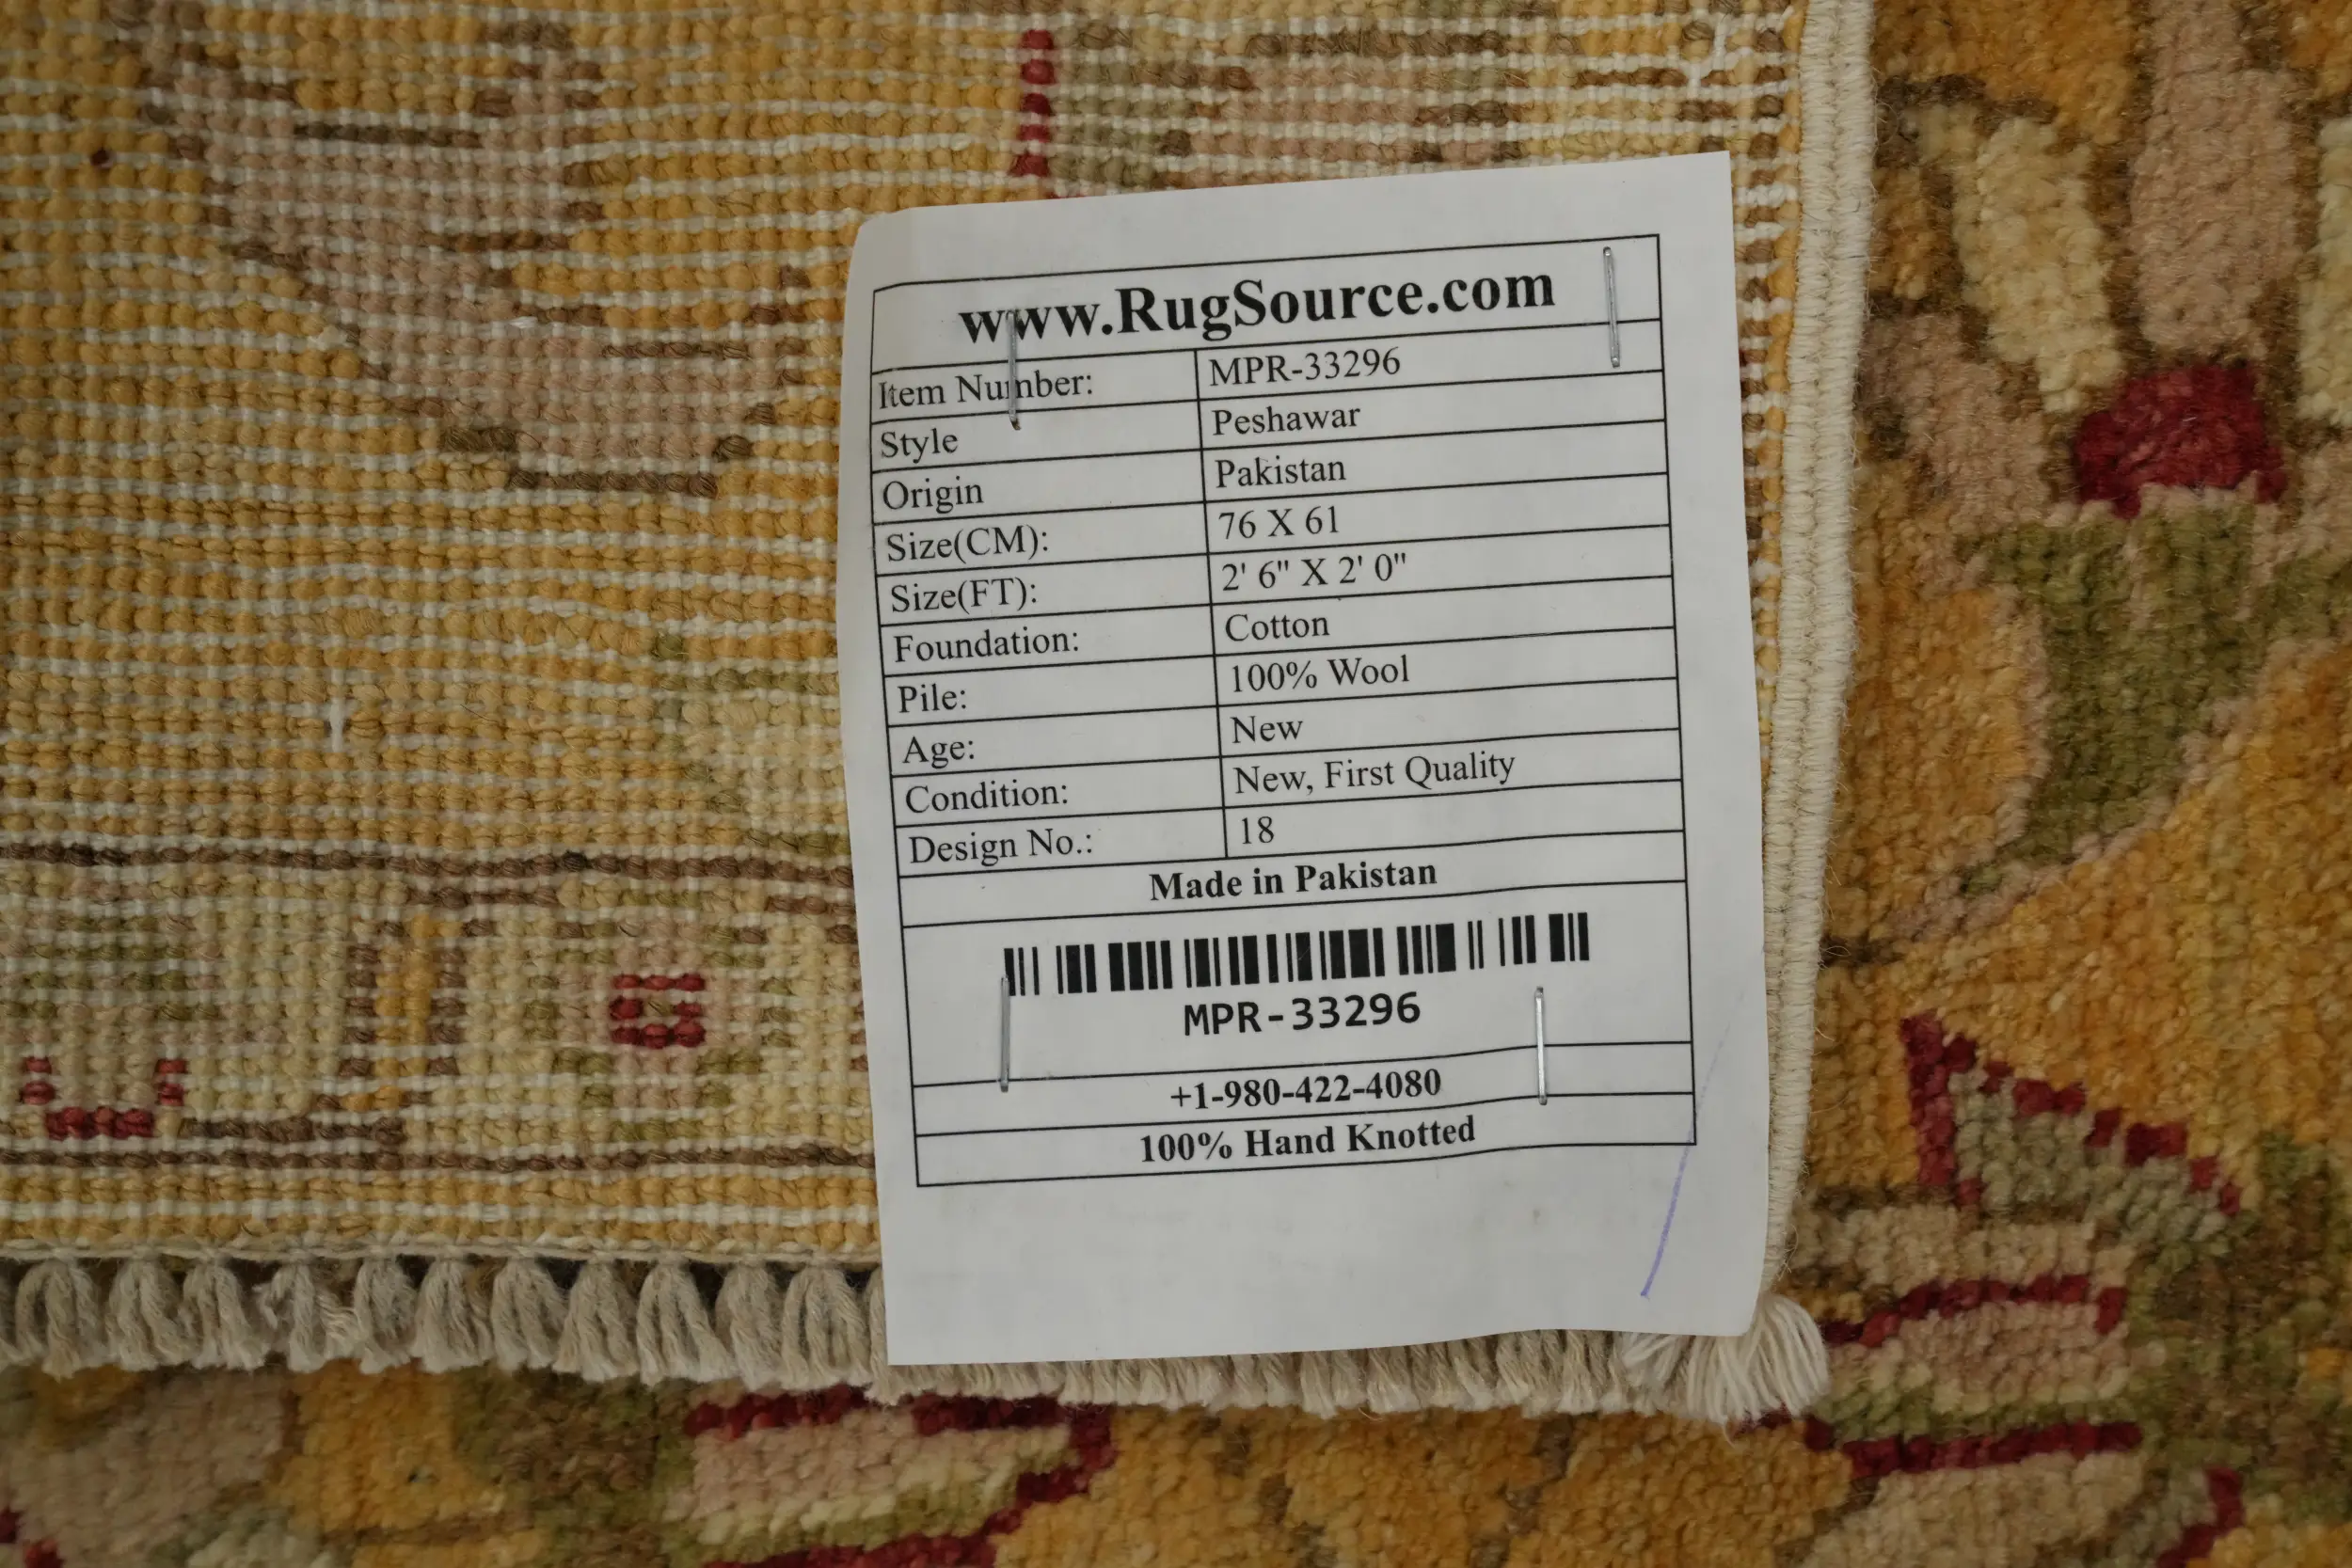 www.RugSource.com
Item Number: MPR-33296
Style Peshawar
Origin Pakistan
Size(CM): 76 X 61
Size(FT): 2' 6" X 2' 0"
Foundation: Cotton
Pile: 100% Wool
Age: New
Condition: New, First Quality
Design No.: 18
Made in Pakistan
MPR-33296
+1-980-422-4080
100% Hand Knotted